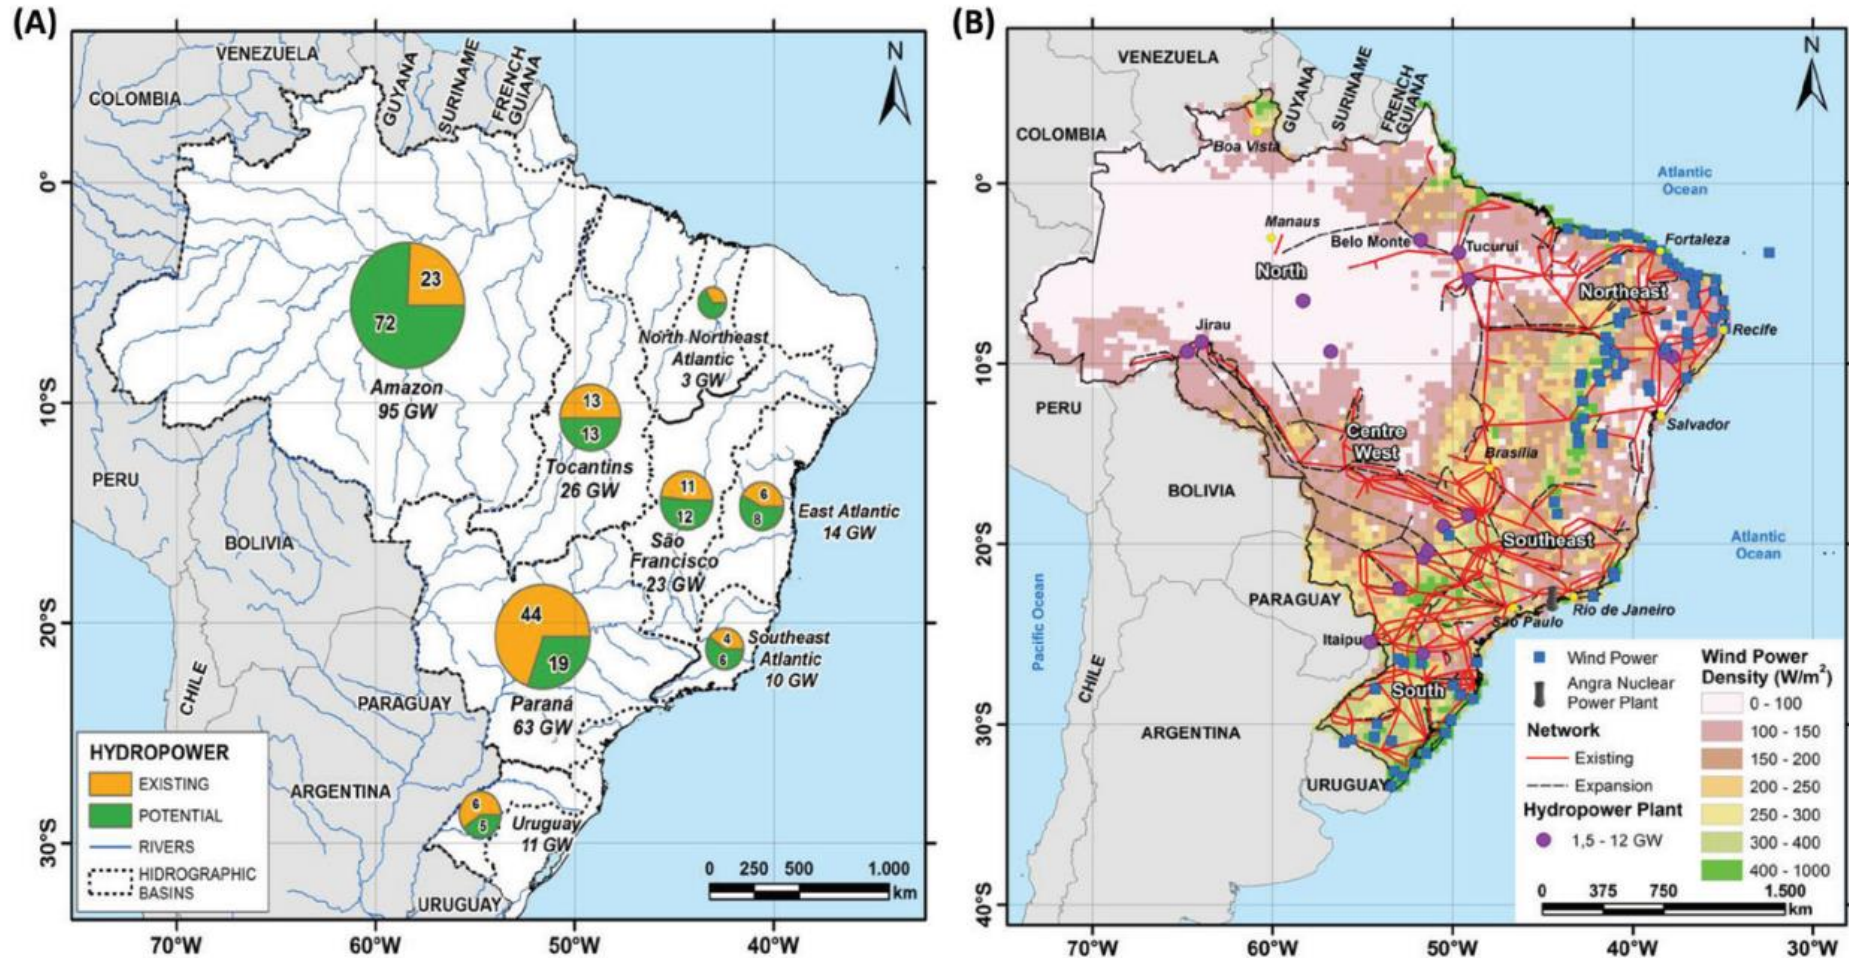 (A)
VENEZUELA
COLOMBIA
GUYANA
SURINAME
FRENCH
GUIANA
N
0°
10°S
20°S
30°S
23
72
Amazon
95 GW
North Northeast
Atlantic
3 GW
13
13
Tocantins
26 GW
11
12
São
Francisco
23 GW
6
8
East Atlantic
14 GW
44
19
Paraná
63 GW
4
6
Southeast
Atlantic
10 GW
6
5
Uruguay
11 GW
PERU
BOLIVIA
CHILE
PARAGUAY
ARGENTINA
URUGUAY
HYDROPOWER
EXISTING
POTENTIAL
RIVERS
HIDROGRAPHIC
BASINS
0 250 500 1.000
km
70°W 60°W 50°W 40°W
(B)
VENEZUELA
COLOMBIA
GUYANA
SURINAME
FRENCH
GUIANA
N
Boa Vista
Atlantic
Ocean
0°
10°S
20°S
30°S
40°S
Manaus
Belo Monte
Tucuruí
Fortaleza
North
Northeast
Jirau
Recife
PERU
Centre
West
Salvador
Brasília
BOLIVIA
Southeast
Atlantic
Ocean
Pacific Ocean
PARAGUAY
Rio de Janeiro
São Paulo
Itaipu
CHILE
South
ARGENTINA
URUGUAY
Wind Power
Angra Nuclear
Power Plant
Network
Existing
Expansion
Hydropower Plant
1,5 - 12 GW
Wind Power
Density (W/m²)
0 - 100
100 - 150
150 - 200
200 - 250
250 - 300
300 - 400
400 - 1000
0 375 750 1.500
km
70°W 60°W 50°W 40°W 30°W